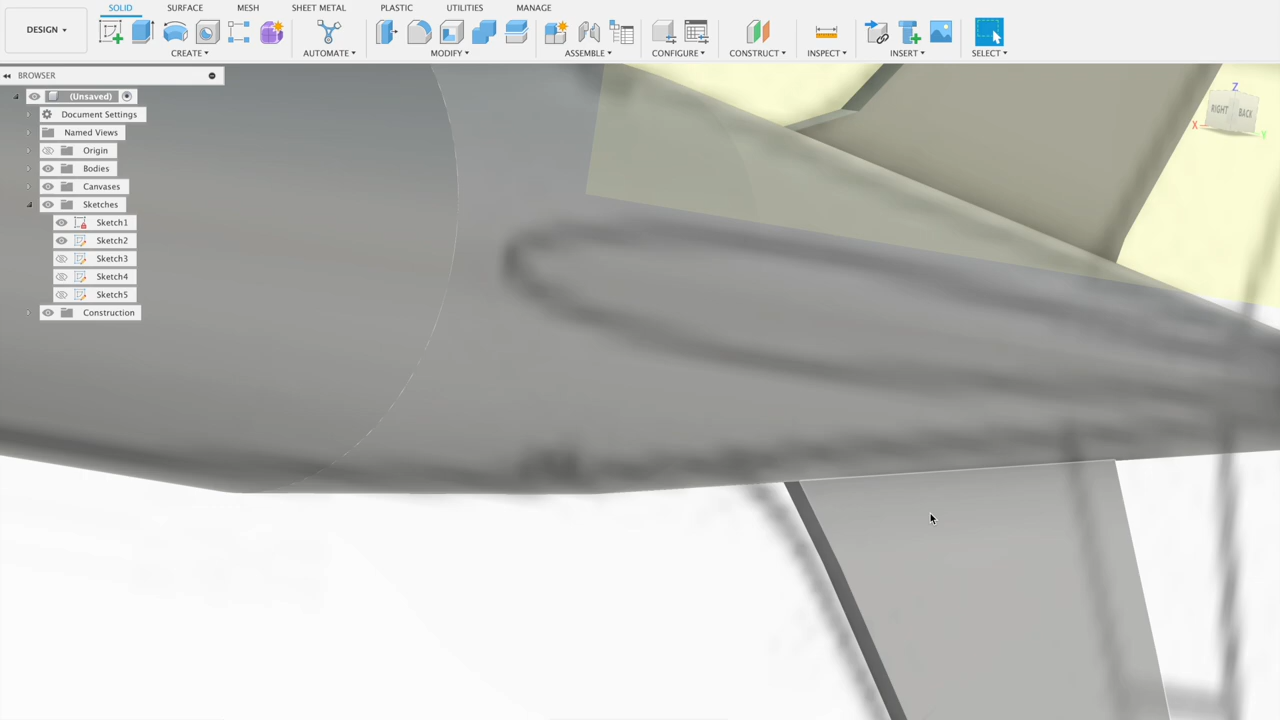 SOLID SURFACE MESH SHEET METAL PLASTIC UTILITIES MANAGE
DESIGN
CREATE AUTOMATE MODIFY ASSEMBLE CONFIGURE CONSTRUCT INSPECT INSERT SELECT
BROWSER
(Unsaved)
Document Settings
Named Views
Origin
Bodies
Canvases
Sketches
Sketch1
Sketch2
Sketch3
Sketch4
Sketch5
Construction
Z
RIGHT BACK
X Y